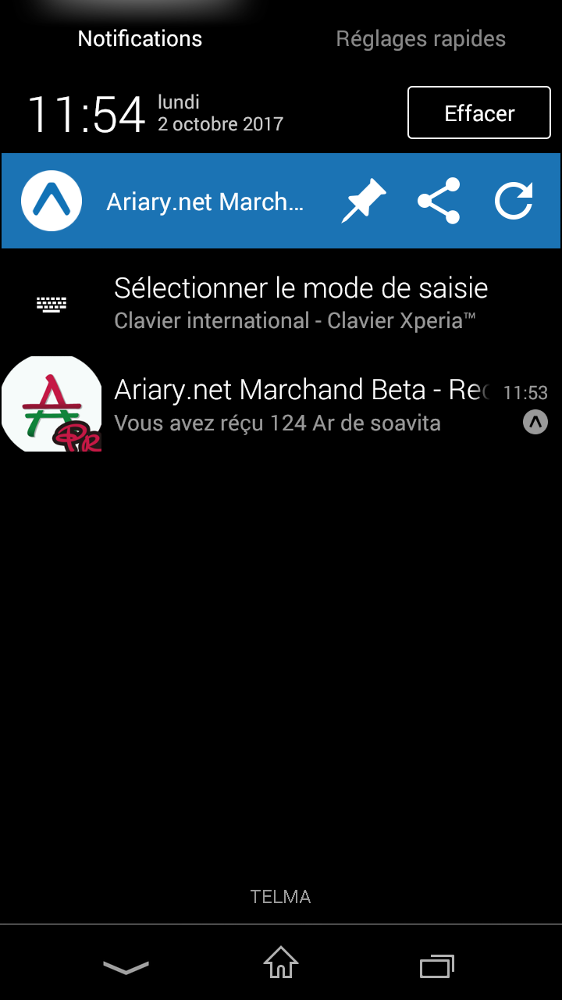 Notifications
Réglages rapides
11:54
lundi
2 octobre 2017
Effacer
Ariary.net March...
Sélectionner le mode de saisie
Clavier international - Clavier Xperia™
Ariary.net Marchand Beta - Rec
11:53
Vous avez réçu 124 Ar de soavita
PR
TELMA